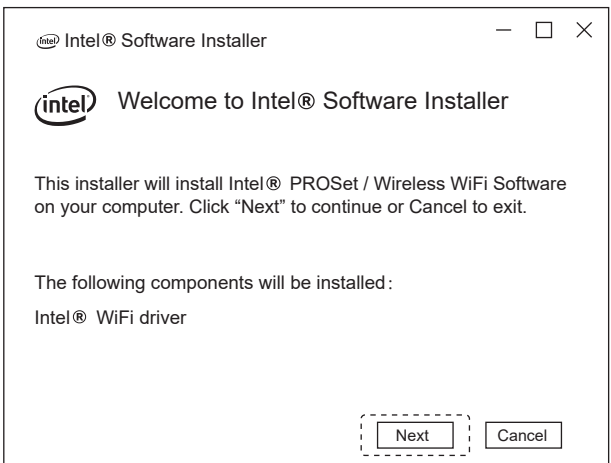 intel Intel® Software Installer
intel Welcome to Intel® Software Installer
This installer will install Intel® PROSet / Wireless WiFi Software
on your computer. Click “Next” to continue or Cancel to exit.
The following components will be installed:
Intel® WiFi driver
Next Cancel